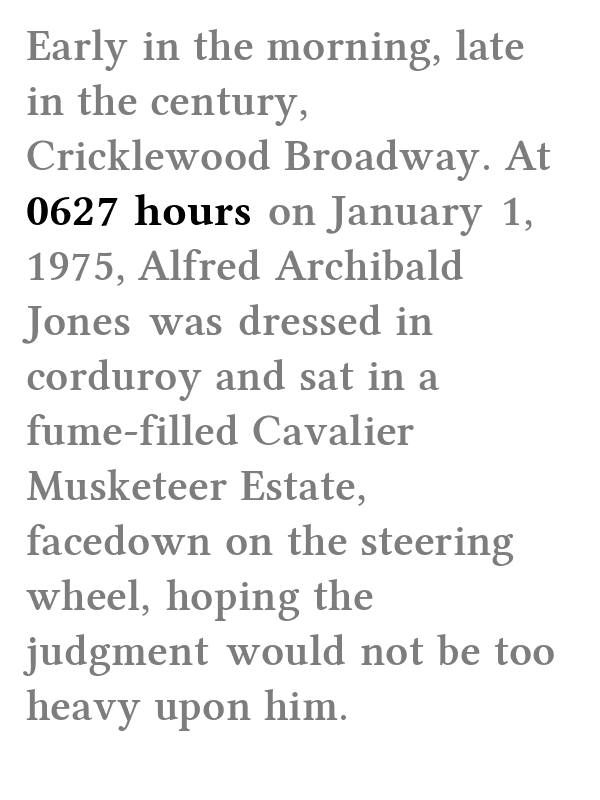 Early in the morning, late
in the century,
Cricklewood Broadway. At
0627 hours on January 1,
1975, Alfred Archibald
Jones was dressed in
corduroy and sat in a
fume-filled Cavalier
Musketeer Estate,
facedown on the steering
wheel, hoping the
judgment would not be too
heavy upon him.